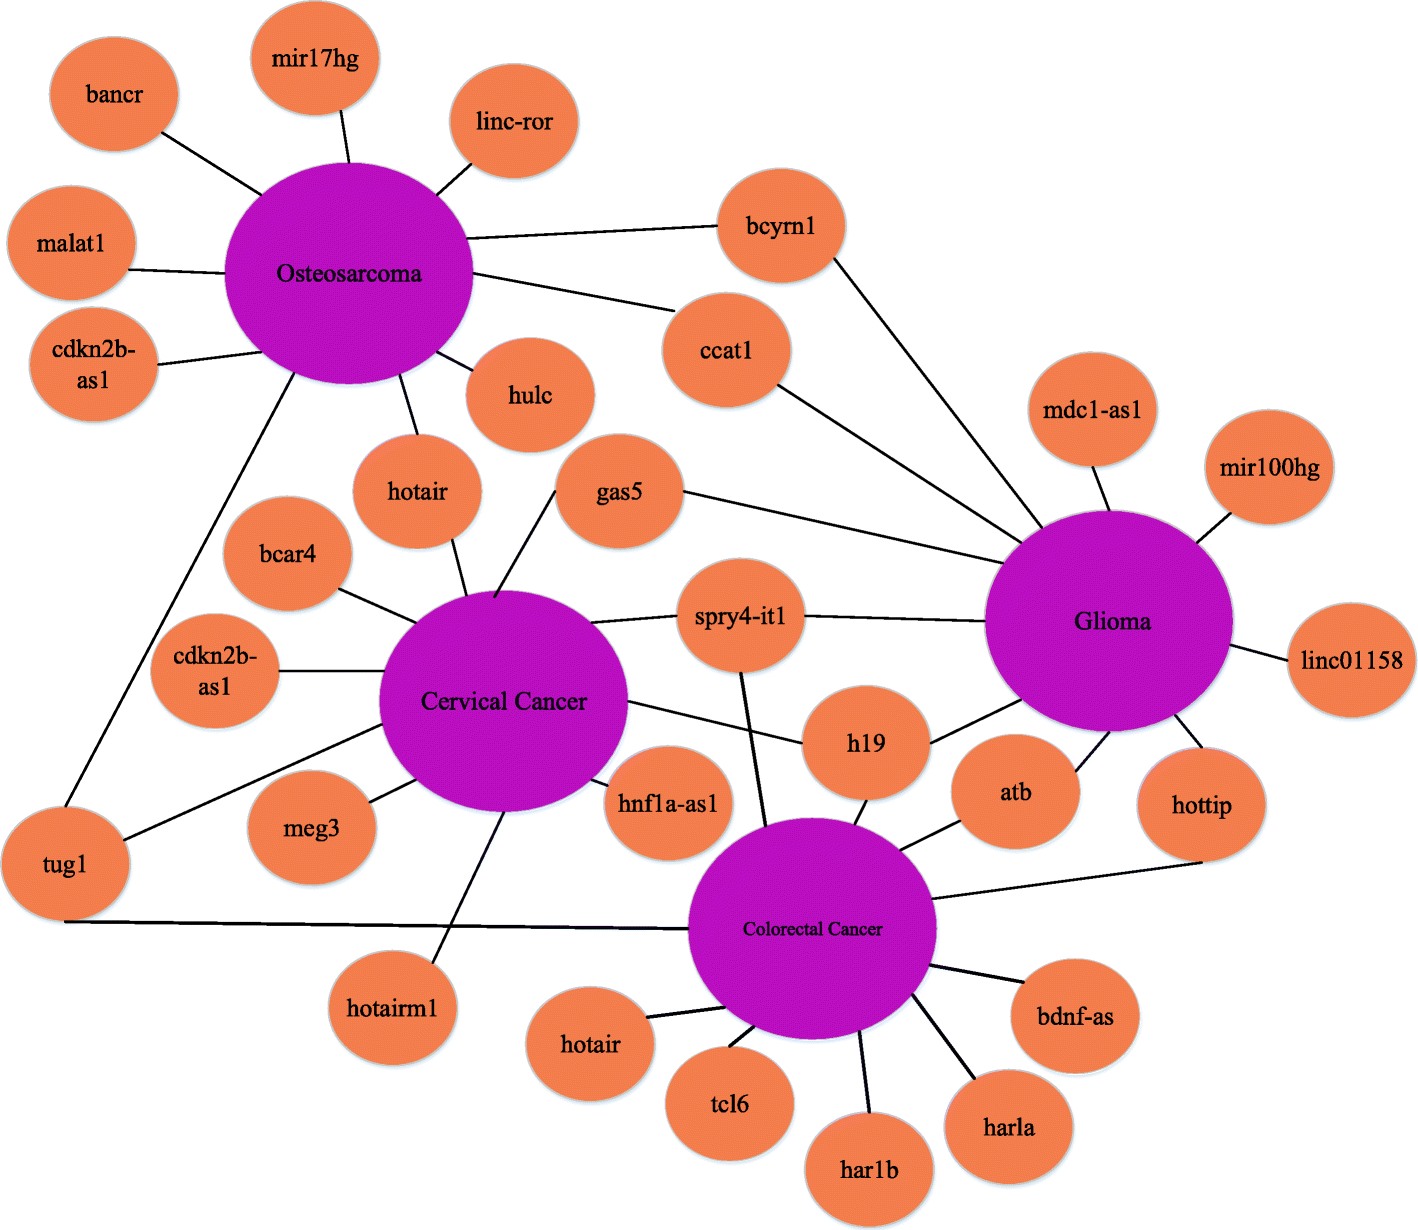 mir17hg
bancr
linc-ror
bcyrn1
malat1
Osteosarcoma
ccat1
cdkn2b-
as1
hulc
mdc1-as1
mir100hg
hotair
gas5
bcar4
spry4-it1
Glioma
cdkn2b-
as1
linc01158
Cervical Cancer
h19
atb
hottip
hnf1a-as1
meg3
tug1
Colorectal Cancer
hotairm1
bdnf-as
hotair
tcl6
harla
har1b